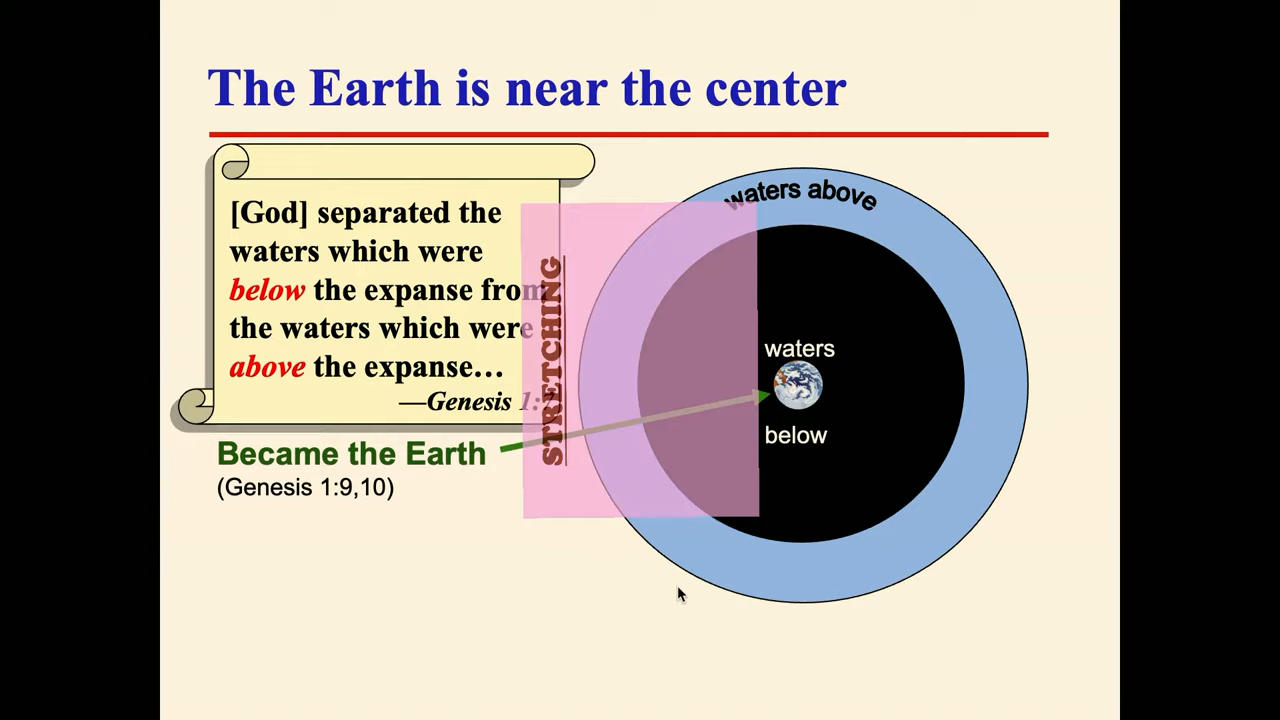 The Earth is near the center
[God] separated the
waters which were
below the expanse from
the waters which were
above the expanse…
—Genesis 1:7
Became the Earth
(Genesis 1:9,10)
STRETCHING
waters above
waters
below